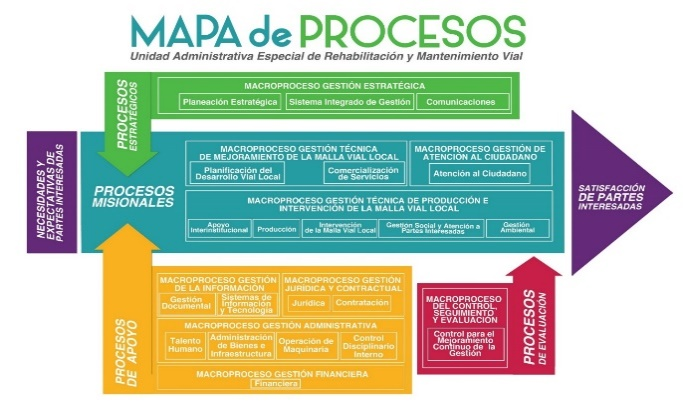 MAPA de PROCESOS
Unidad Administrativa Especial de Rehabilitación y Mantenimiento Vial
PROCESOS
ESTRATÉGICOS
MACROPROCESO GESTIÓN ESTRATÉGICA
Planeación Estratégica
Sistema Integrado de Gestión
Comunicaciones
NECESIDADES Y
EXPECTATIVAS DE
PARTES INTERESADAS
PROCESOS
MISIONALES
MACROPROCESO GESTIÓN TÉCNICA
DE MEJORAMIENTO DE LA MALLA VIAL LOCAL
Planificación del
Desarrollo Vial Local
Comercialización
de Servicios
MACROPROCESO GESTIÓN DE
ATENCION AL CIUDADANO
Atención al Ciudadano
MACROPROCESO GESTIÓN TÉCNICA DE PRODUCCIÓN E
INTERVENCIÓN DE LA MALLA VIAL LOCAL
Apoyo
Interinstitucional
Producción
Intervención
de la Malla Vial Local
Gestión Social y Atención a
Partes Interesadas
Gestión
Ambiental
SATISFACCIÓN
DE PARTES
INTERESADAS
PROCESOS
DE APOYO
MACROPROCESO GESTIÓN
DE LA INFORMACIÓN
Gestión
Documental
Sistemas de
Información
y Tecnología
MACROPROCESO GESTIÓN
JURÍDICA Y CONTRACTUAL
Jurídica
Contratación
MACROPROCESO GESTIÓN ADMINISTRATIVA
Talento
Humano
Administración
de Bienes e
Infraestructura
Operación de
Maquinaria
Control
Disciplinario
Interno
MACROPROCESO GESTIÓN FINANCIERA
Financiera
MACROPROCESO
DEL CONTROL,
SEGUIMIENTO
Y EVALUACIÓN
Control para el
Mejoramiento
Continuo de la
Gestión
PROCESOS
DE EVALUACIÓN